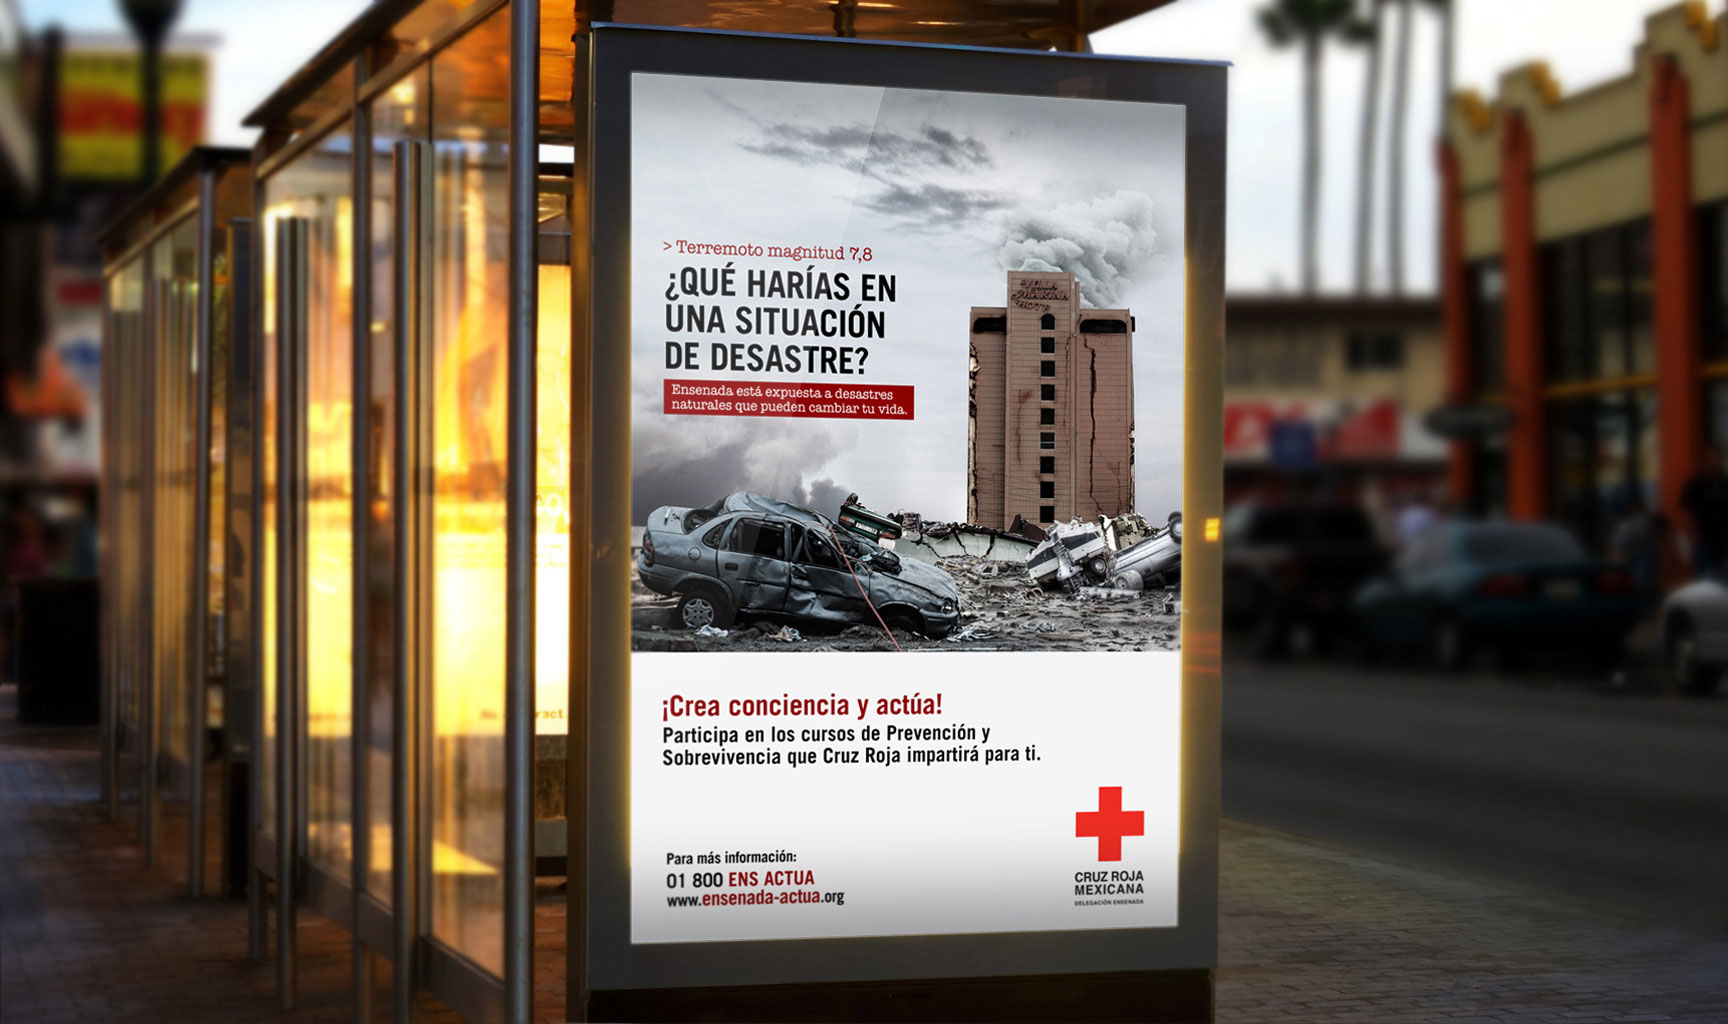 > Terremoto magnitud 7,8
¿QUÉ HARÍAS EN
UNA SITUACIÓN
DE DESASTRE?
Ensenada está expuesta a desastres
naturales que pueden cambiar tu vida.
¡Crea conciencia y actúa!
Participa en los cursos de Prevención y
Sobrevivencia que Cruz Roja impartirá para ti.
Para más información:
01 800 ENS ACTUA
www.ensenada-actua.org
CRUZ ROJA
MEXICANA
DELEGACIÓN ENSENADA